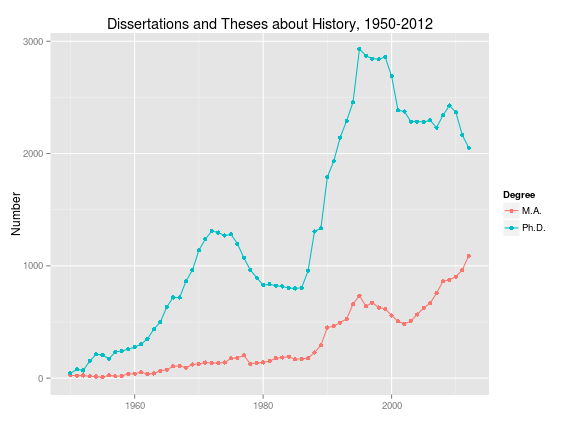 Dissertations and Theses about History, 1950-2012
Number
3000
2000
1000
0
1960
1980
2000
Degree
M.A.
Ph.D.